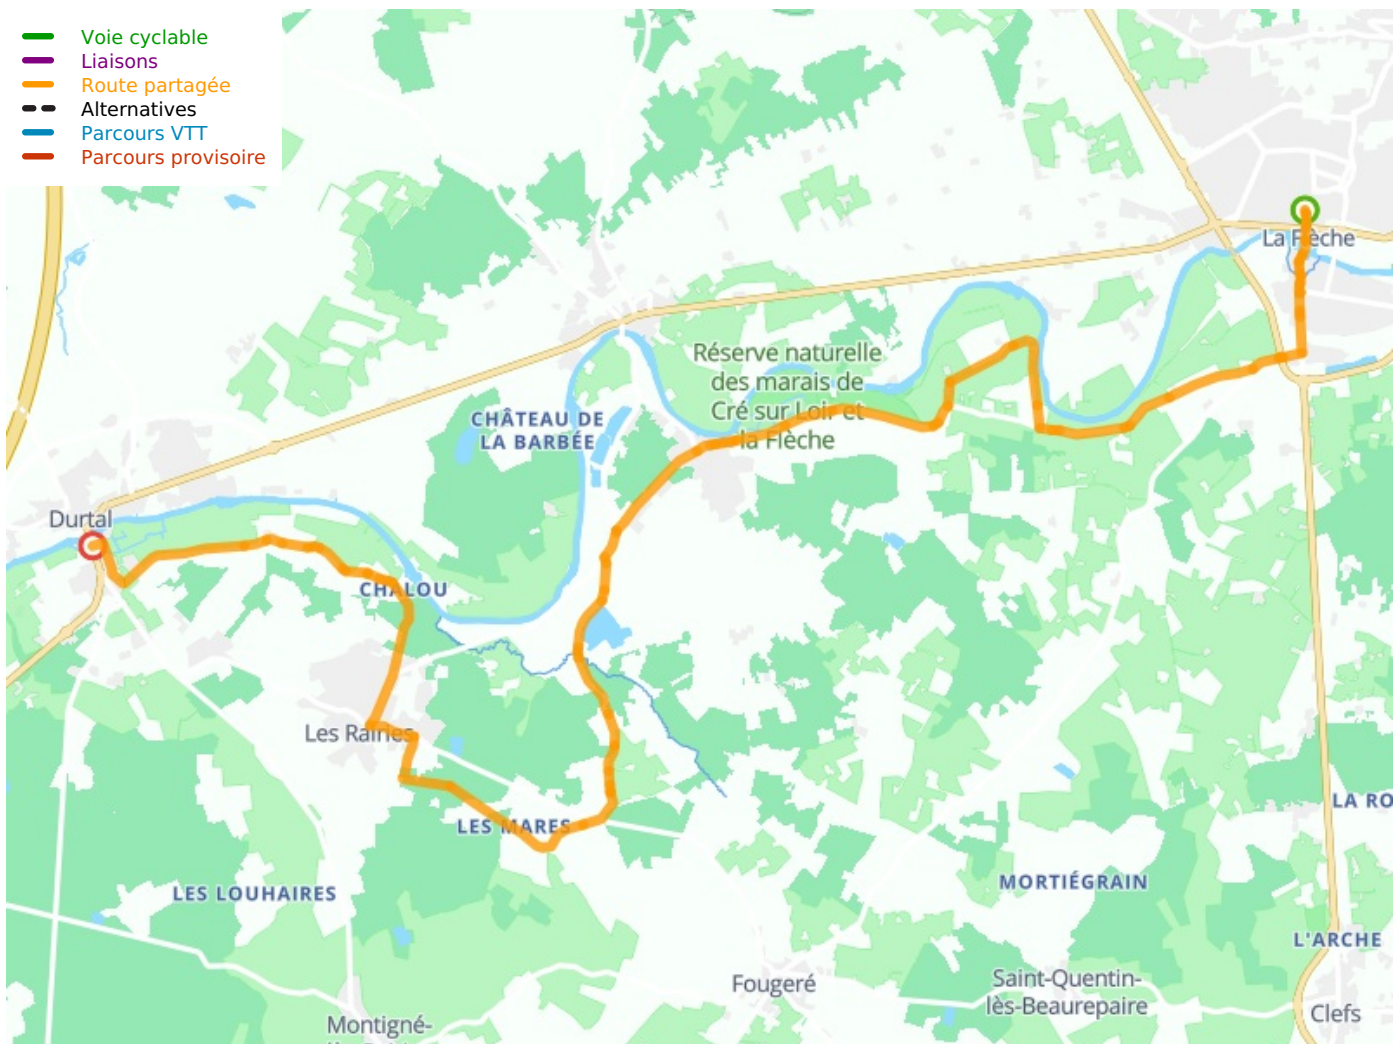 Voie cyclable
Liaisons
Route partagée
Alternatives
Parcours VTT
Parcours provisoire
La Flèche
Réserve naturelle
des marais de
Cré sur Loir et
la Flèche
CHÂTEAU DE
LA BARBÉE
Durtal
CHALOU
Les Rairies
LES MARES
LA RO
LES LOUHAIRES
MORTIÉGRAIN
L'ARCHE
Fougeré
Saint-Quentin-
lès-Beaurepaire
Clefs
Montigné-